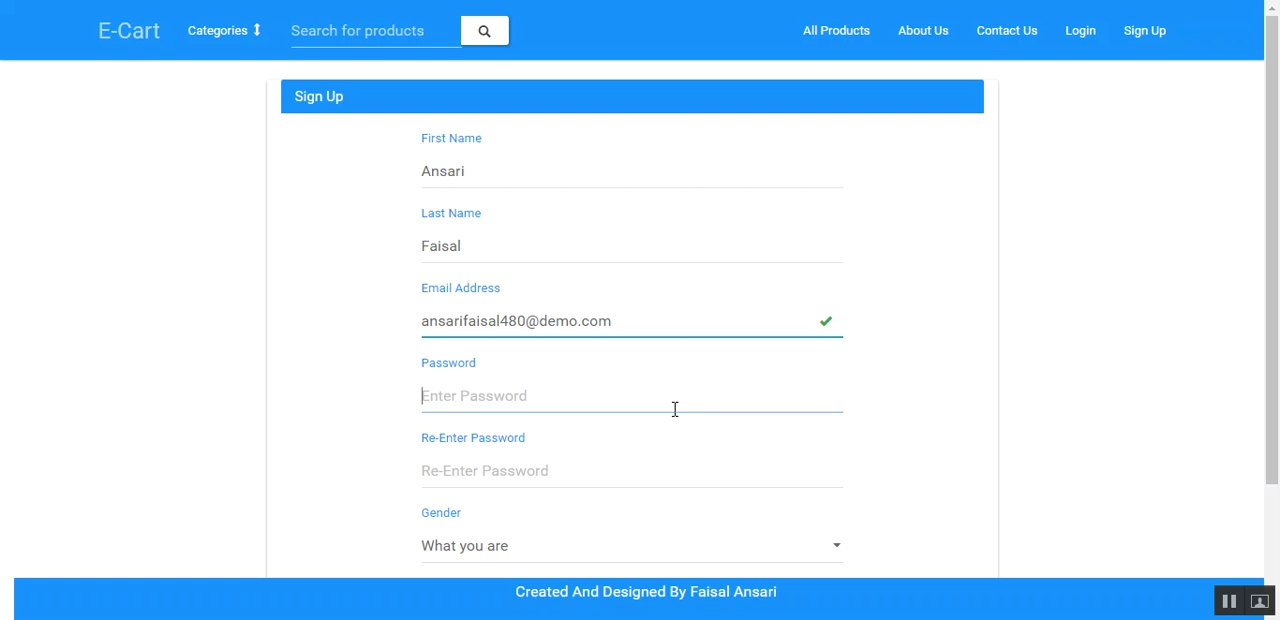 E-Cart Categories Search for products All Products About Us Contact Us Login Sign Up
Sign Up
First Name
Ansari
Last Name
Faisal
Email Address
ansarifaisal480@demo.com
Password
Enter Password
Re-Enter Password
Re-Enter Password
Gender
What you are
Created And Designed By Faisal Ansari